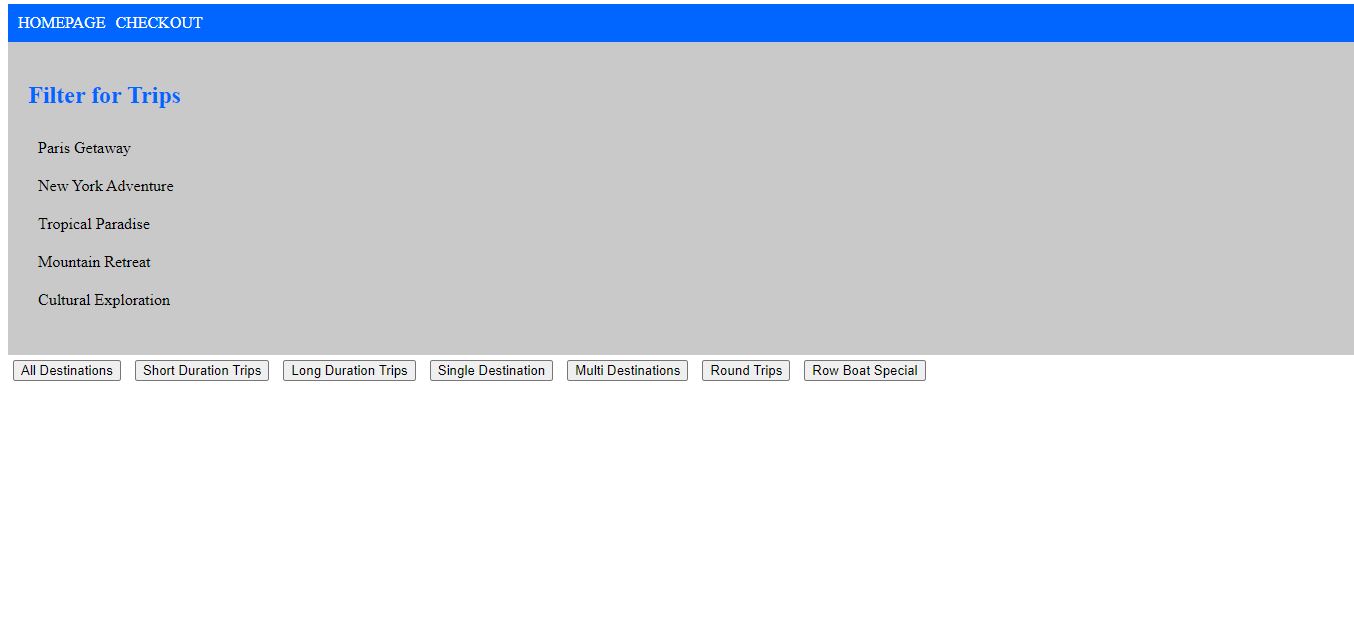 HOMEPAGE CHECKOUT
Filter for Trips
Paris Getaway
New York Adventure
Tropical Paradise
Mountain Retreat
Cultural Exploration
All Destinations Short Duration Trips Long Duration Trips Single Destination Multi Destinations Round Trips Row Boat Special